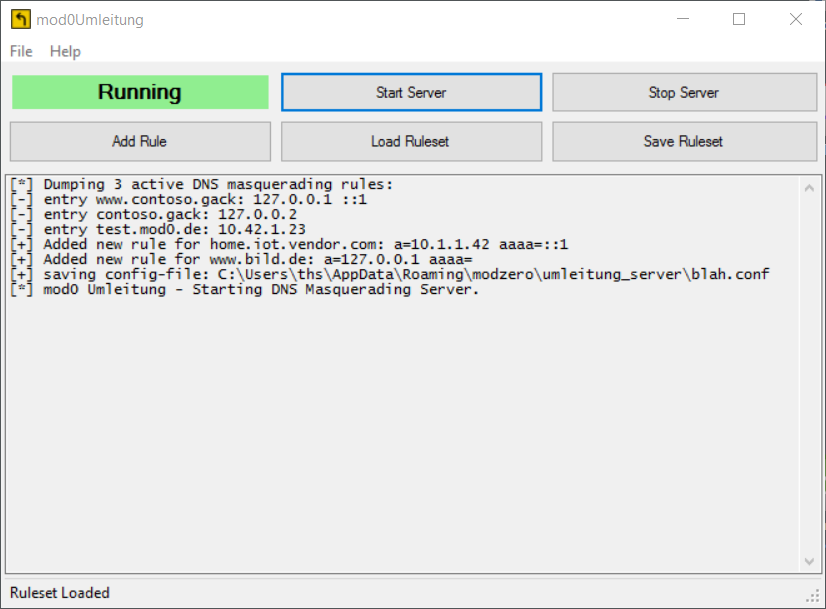 mod0Umleitung
File Help
Running Start Server Stop Server
Add Rule Load Ruleset Save Ruleset
[*] Dumping 3 active DNS masquerading rules:
[-] entry www.contoso.gack: 127.0.0.1 ::1
[-] entry contoso.gack: 127.0.0.2
[-] entry test.mod0.de: 10.42.1.23
[+] Added new rule for home.iot.vendor.com: a=10.1.1.42 aaaa=::1
[+] Added new rule for www.bild.de: a=127.0.0.1 aaaa=
[+] saving config-file: C:\Users\ths\AppData\Roaming\modzero\umleitung_server\blah.conf
[*] mod0 Umleitung - Starting DNS Masquerading Server.
Ruleset Loaded